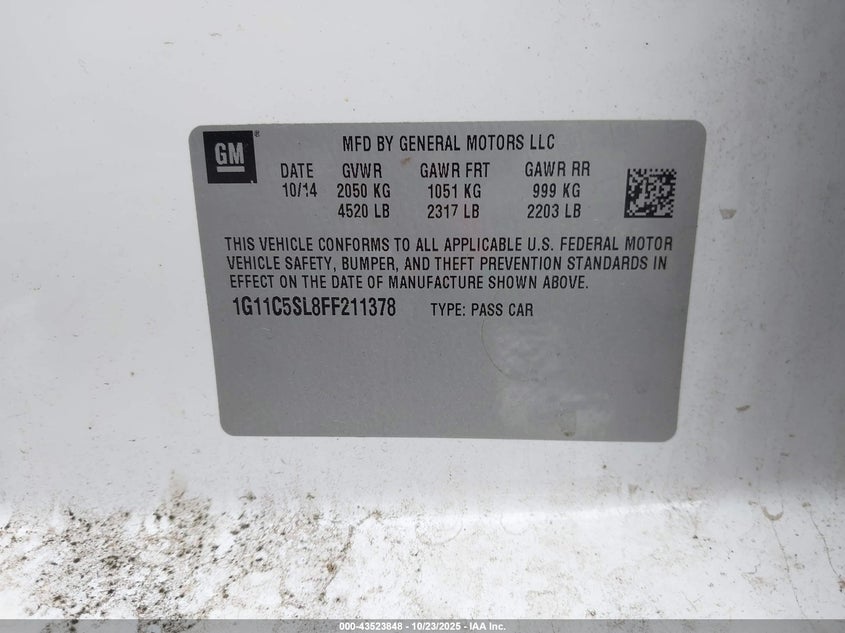 GM®
MFD BY GENERAL MOTORS LLC
DATE GVWR GAWR FRT GAWR RR
10/14 2050 KG 1051 KG 999 KG
4520 LB 2317 LB 2203 LB
THIS VEHICLE CONFORMS TO ALL APPLICABLE U.S. FEDERAL MOTOR
VEHICLE SAFETY, BUMPER, AND THEFT PREVENTION STANDARDS IN
EFFECT ON THE DATE OF MANUFACTURE SHOWN ABOVE.
1G11C5SL8FF211378 TYPE: PASS CAR
000-43523848 - 10/23/2025 - IAA Inc.